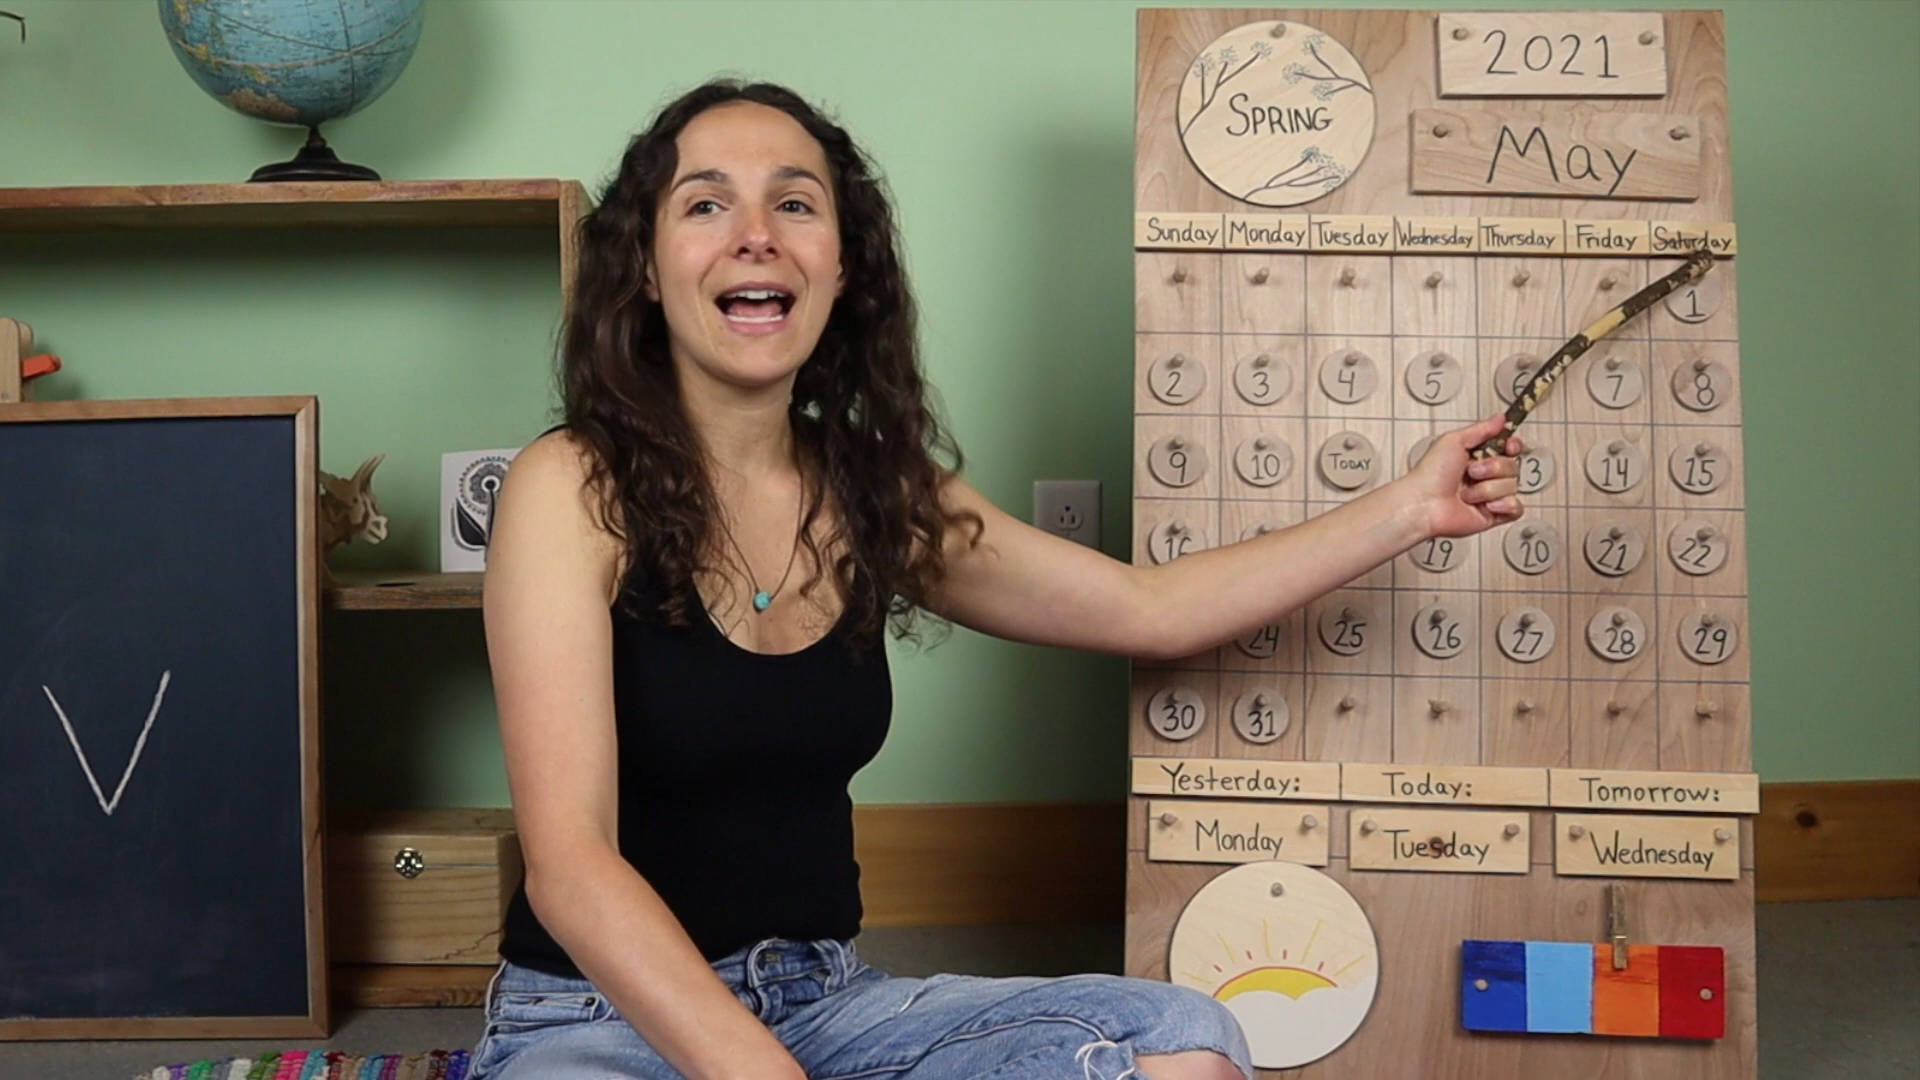 2021
SPRING
May
Sunday Monday Tuesday Wednesday Thursday Friday Saturday
1
2 3 4 5 6 7 8
9 10 TODAY 13 14 15
16 19 20 21 22
24 25 26 27 28 29
30 31
V
Yesterday: Today: Tomorrow:
Monday Tuesday Wednesday